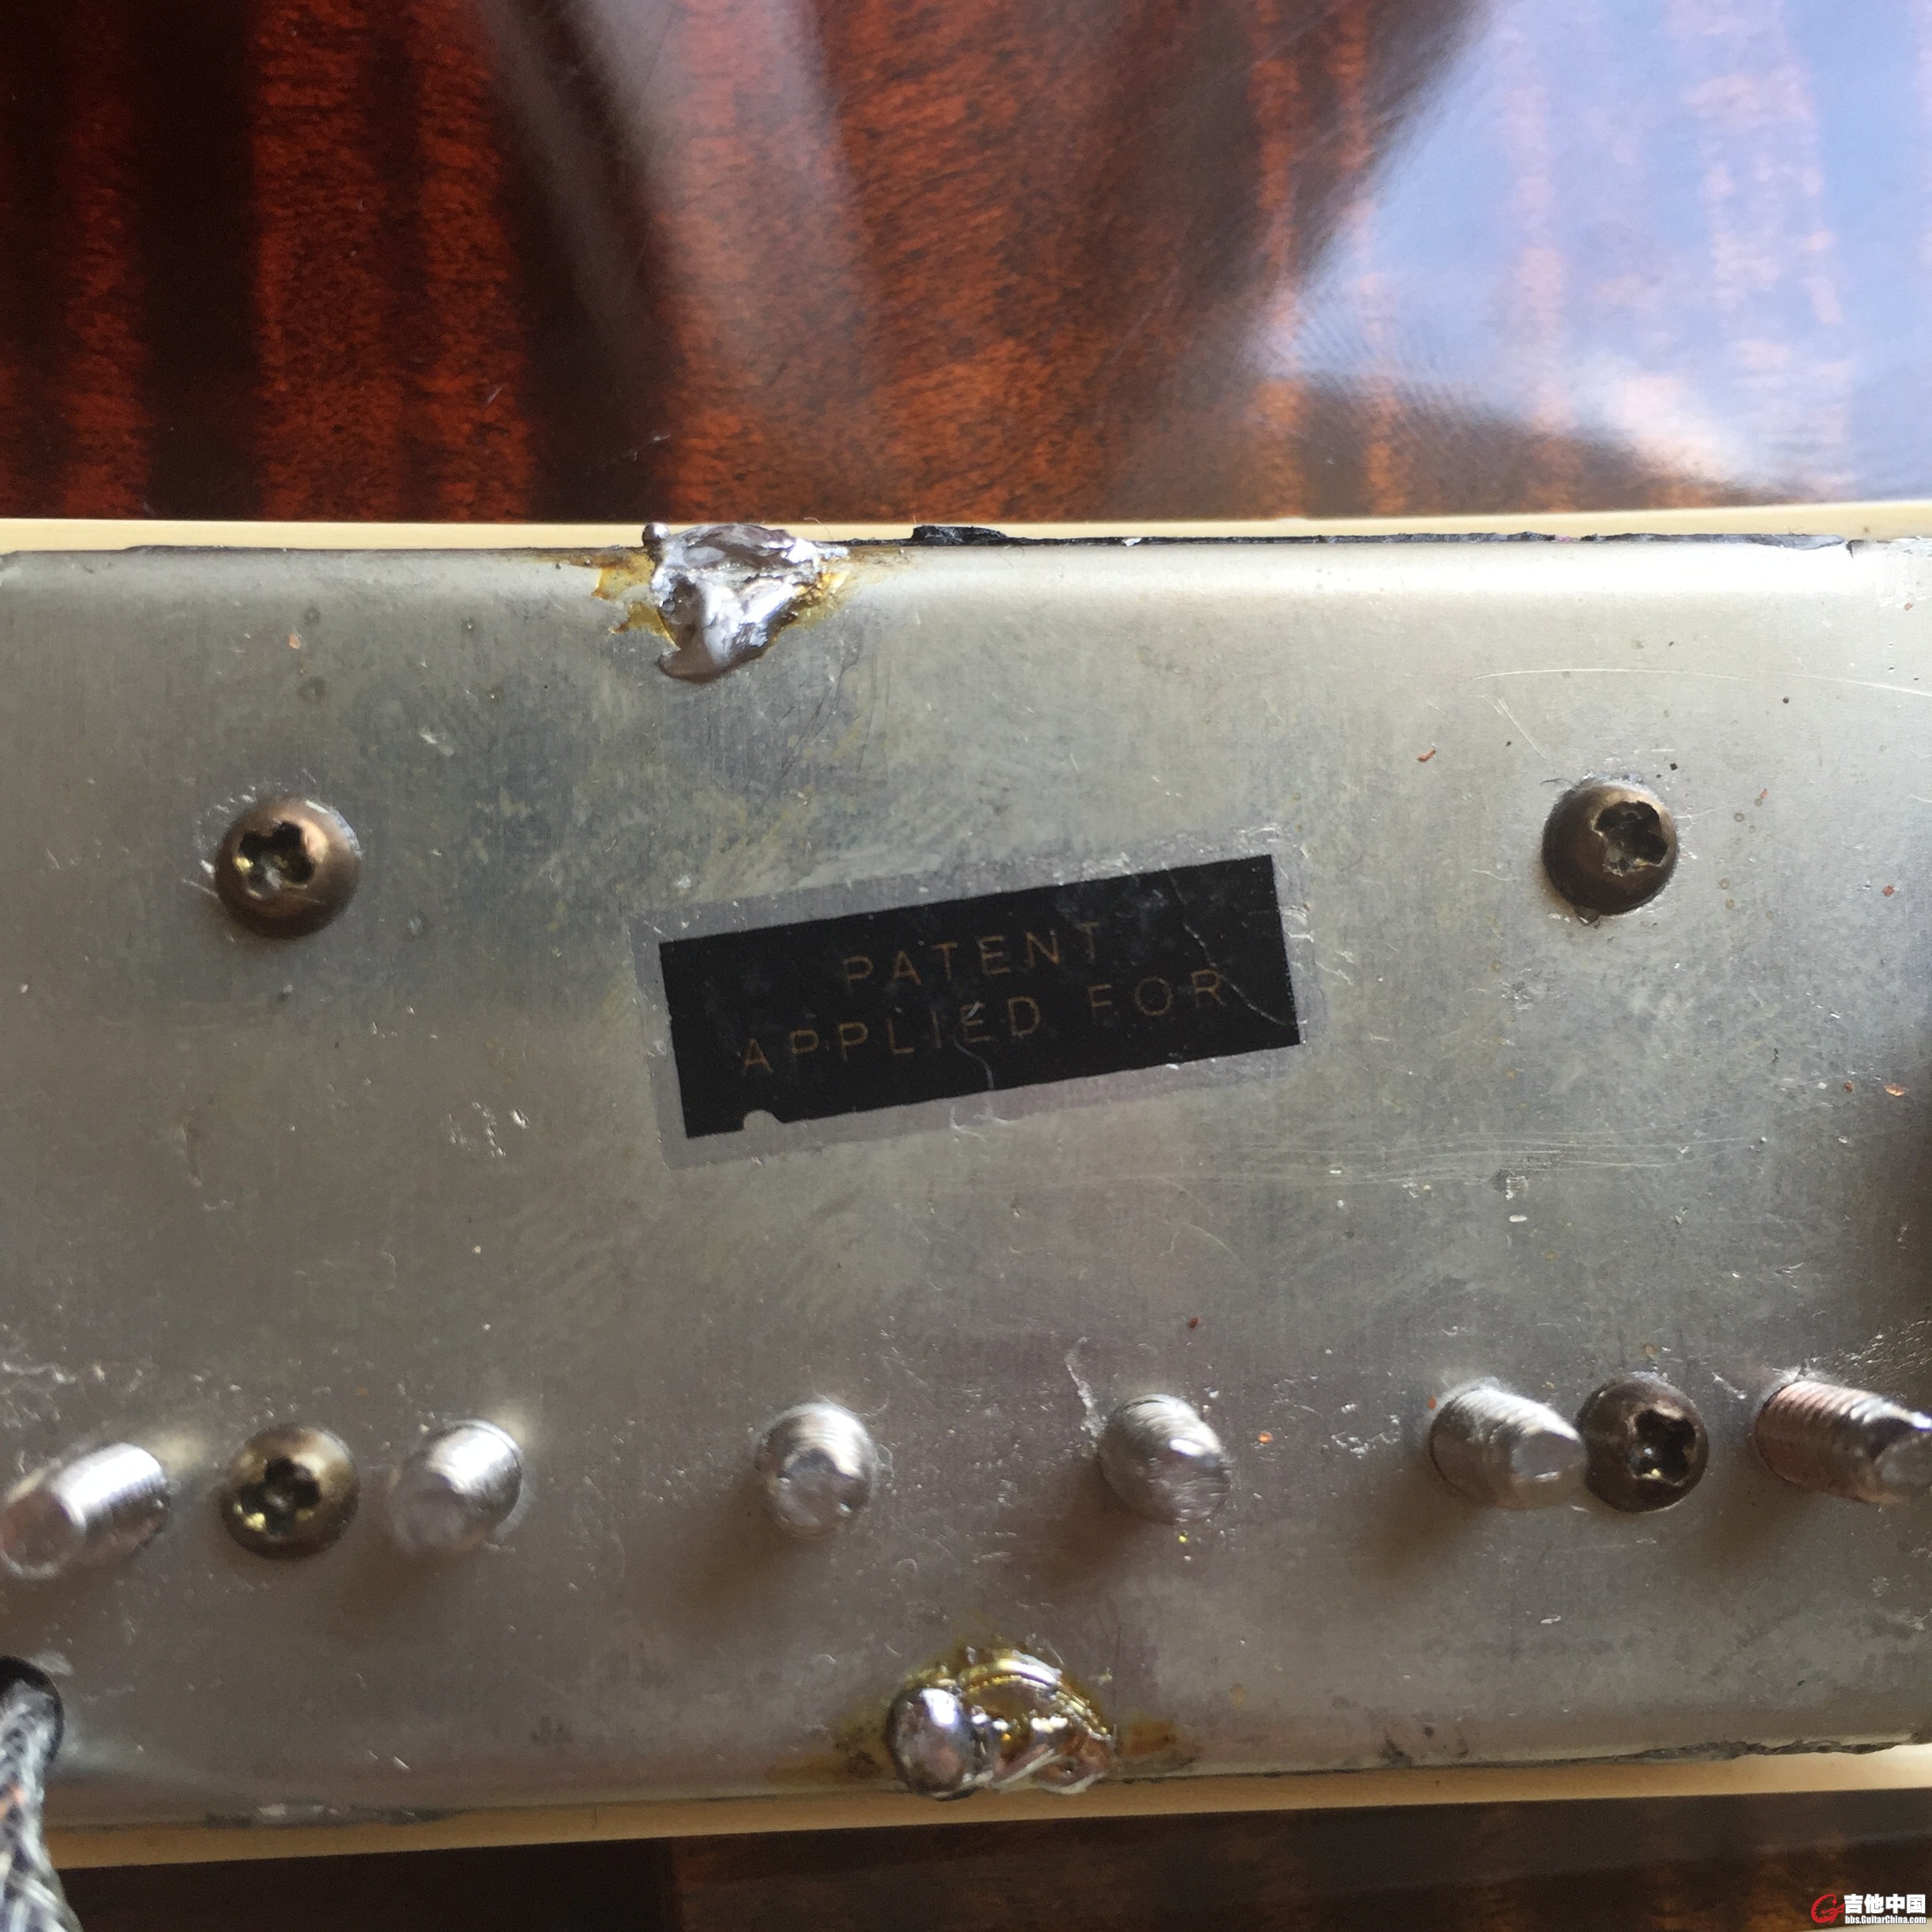 PATENT
APPLIED FOR
吉他中国
bbs.GuitarChina.com